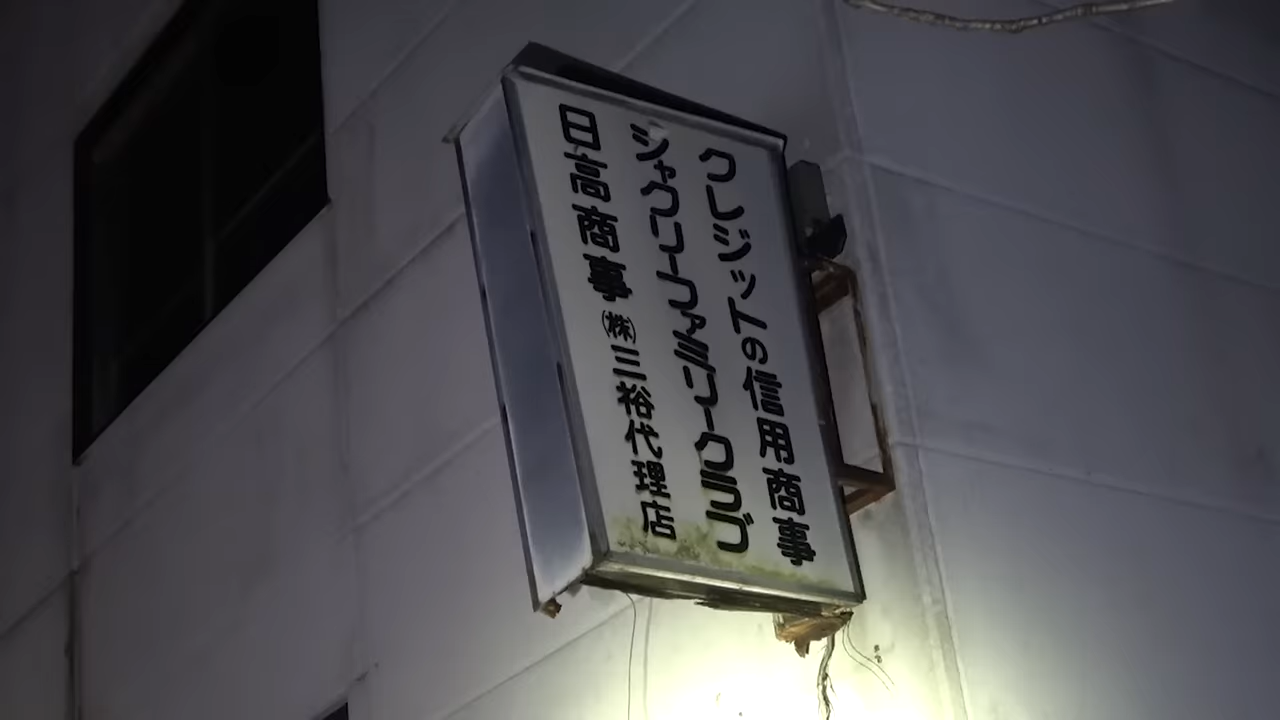 クレジットの信用商事
シャクリーファミリークラブ
日高商事㈱三裕代理店